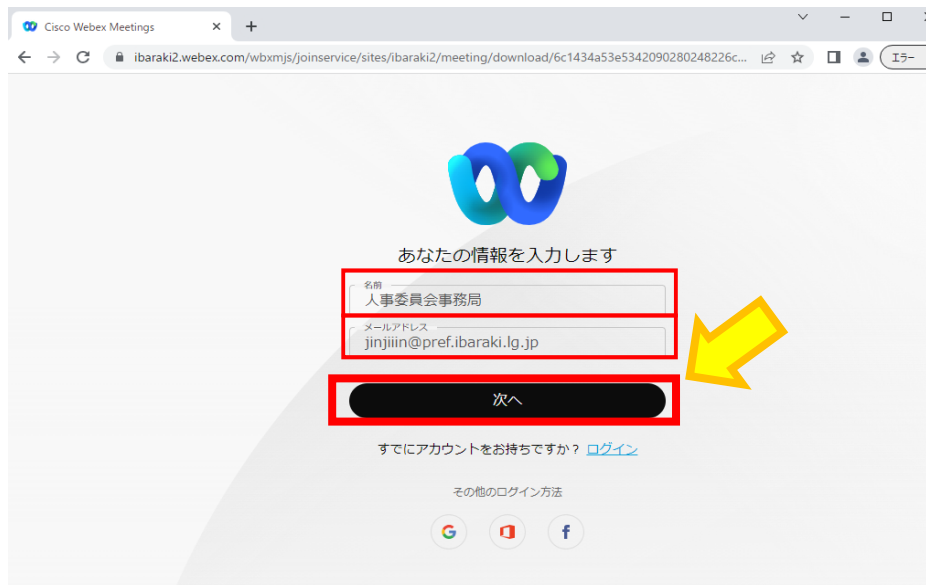 Cisco Webex Meetings
ibaraki2.webex.com/wbxmjs/joinservice/sites/ibaraki2/meeting/download/6c1434a53e5342090280248226c...
エラー
あなたの情報を入力します
名前
人事委員会事務局
メールアドレス
jinjiiin@pref.ibaraki.lg.jp
次へ
すでにアカウントをお持ちですか？ ログイン
その他のログイン方法